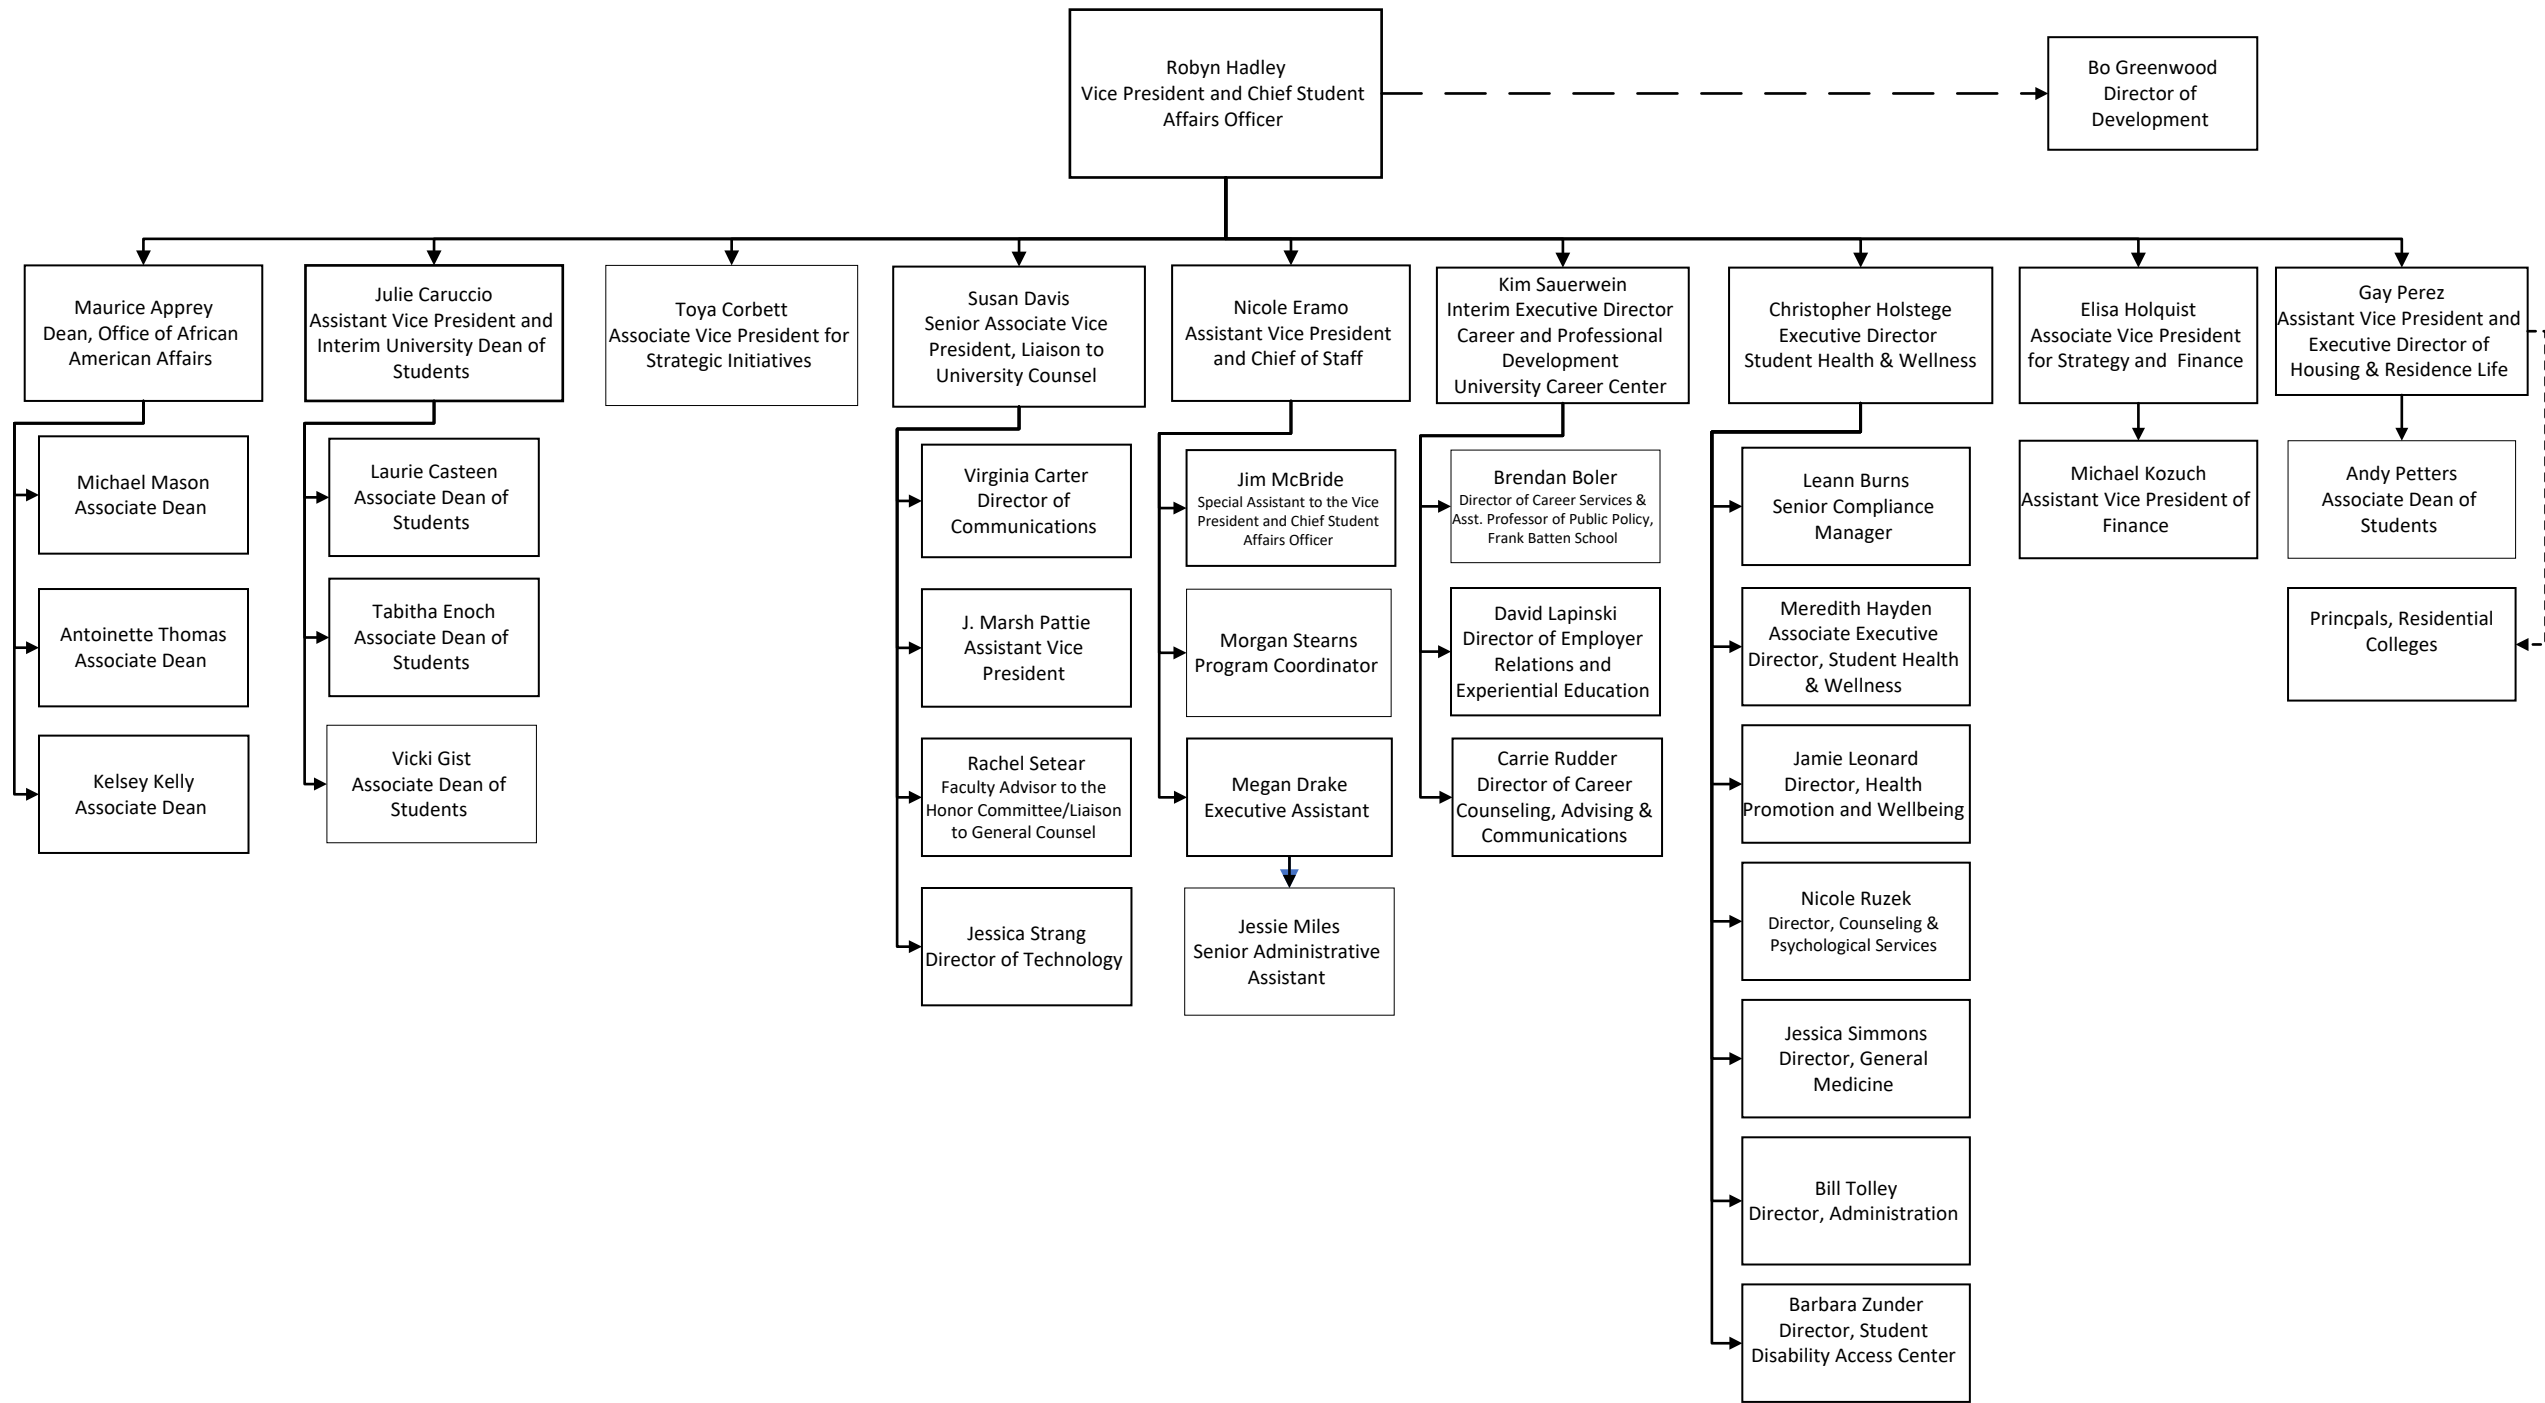 Robyn Hadley
Vice President and Chief Student
Affairs Officer
Bo Greenwood
Director of
Development
Maurice Apprey
Dean, Office of African
American Affairs
Julie Caruccio
Assistant Vice President and
Interim University Dean of
Students
Toya Corbett
Associate Vice President for
Strategic Initiatives
Susan Davis
Senior Associate Vice
President, Liaison to
University Counsel
Nicole Eramo
Assistant Vice President
and Chief of Staff
Kim Sauerwein
Interim Executive Director
Career and Professional
Development
University Career Center
Christopher Holstege
Executive Director
Student Health & Wellness
Elisa Holquist
Associate Vice President
for Strategy and  Finance
Gay Perez
Assistant Vice President and
Executive Director of
Housing & Residence Life
Michael Mason
Associate Dean
Antoinette Thomas
Associate Dean
Kelsey Kelly
Associate Dean
Laurie Casteen
Associate Dean of
Students
Tabitha Enoch
Associate Dean of
Students
Vicki Gist
Associate Dean of
Students
Virginia Carter
Director of
Communications
J. Marsh Pattie
Assistant Vice
President
Rachel Setear
Faculty Advisor to the
Honor Committee/Liaison
to General Counsel
Jessica Strang
Director of Technology
Jim McBride
Special Assistant to the Vice
President and Chief Student
Affairs Officer
Morgan Stearns
Program Coordinator
Megan Drake
Executive Assistant
Jessie Miles
Senior Administrative
Assistant
Brendan Boler
Director of Career Services &
Asst. Professor of Public Policy,
Frank Batten School
David Lapinski
Director of Employer
Relations and
Experiential Education
Carrie Rudder
Director of Career
Counseling, Advising &
Communications
Leann Burns
Senior Compliance
Manager
Meredith Hayden
Associate Executive
Director, Student Health
& Wellness
Jamie Leonard
Director, Health
Promotion and Wellbeing
Nicole Ruzek
Director, Counseling &
Psychological Services
Jessica Simmons
Director, General
Medicine
Bill Tolley
Director, Administration
Barbara Zunder
Director, Student
Disability Access Center
Michael Kozuch
Assistant Vice President of
Finance
Andy Petters
Associate Dean of
Students
Princpals, Residential
Colleges